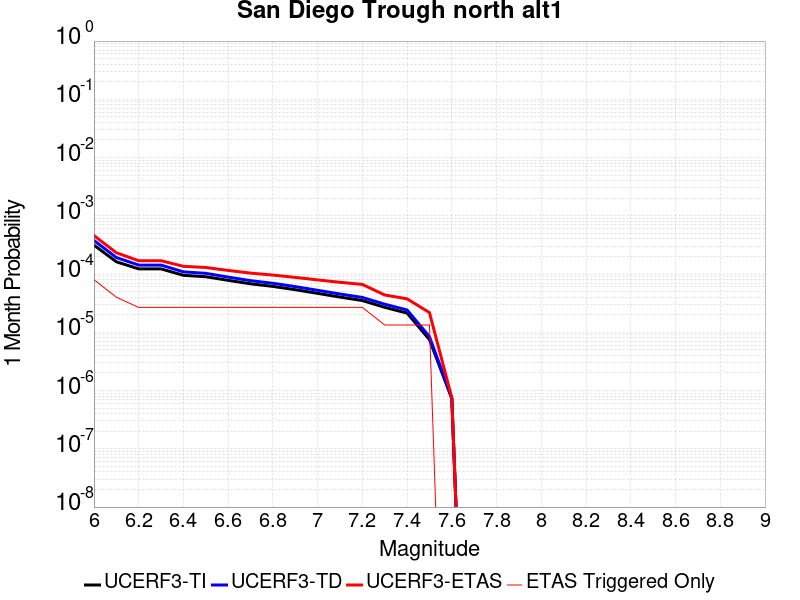 San Diego Trough north alt1
1 Month Probability
10^0
10^-1
10^-2
10^-3
10^-4
10^-5
10^-6
10^-7
10^-8
6 6.2 6.4 6.6 6.8 7 7.2 7.4 7.6 7.8 8 8.2 8.4 8.6 8.8 9
Magnitude
UCERF3-TI UCERF3-TD UCERF3-ETAS ETAS Triggered Only